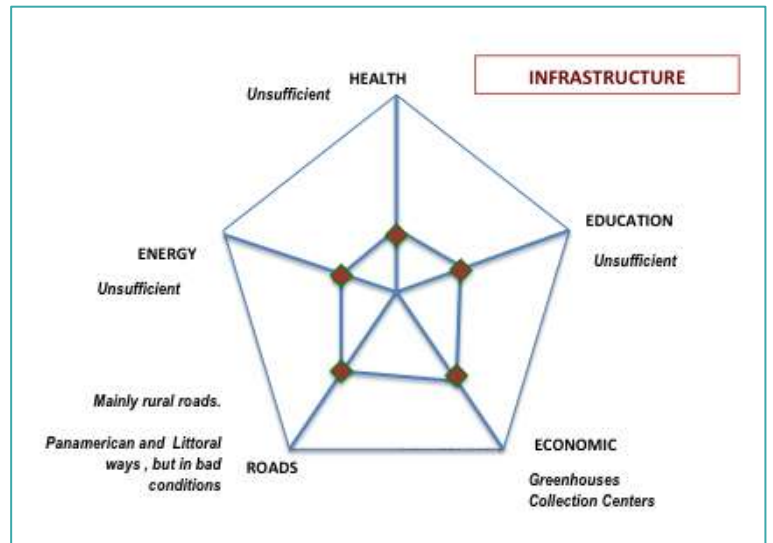 INFRASTRUCTURE
HEALTH
Unsufficient
EDUCATION
Unsufficient
ENERGY
Unsufficient
Mainly rural roads.
Panamerican and Littoral
ways , but in bad
conditions
ROADS
ECONOMIC
Greenhouses
Collection Centers